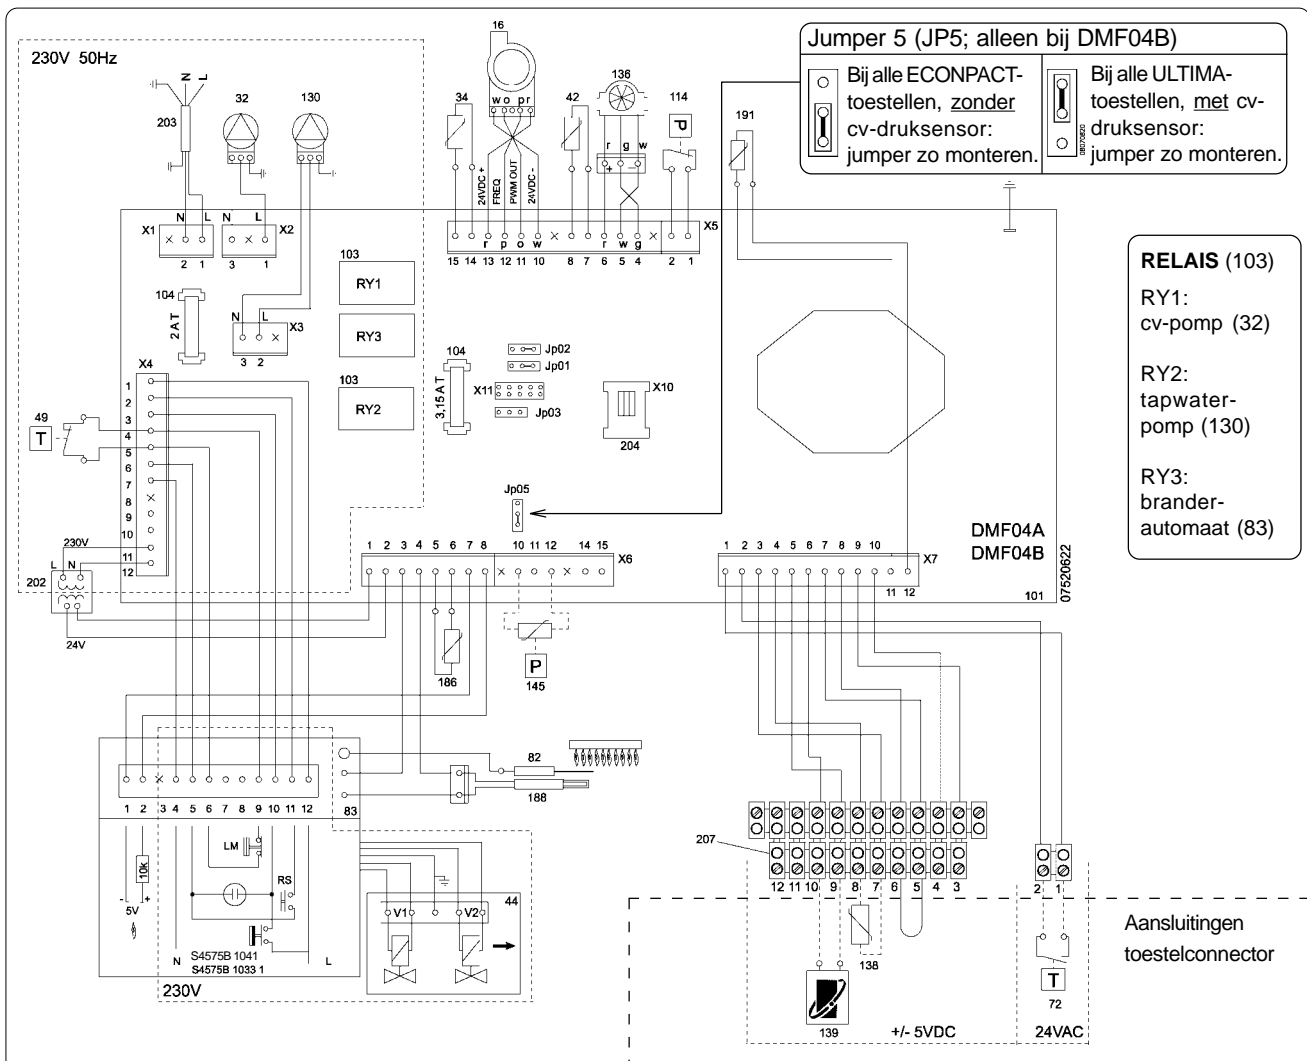 Jumper 5 (JP5; alleen bij DMF04B)
Bij alle ECONPACT-
toestellen, zonder
cv-druksensor:
jumper zo monteren.
Bij alle ULTIMA-
toestellen, met cv-
druksensor:
jumper zo monteren.
08070620
230V 50Hz
N L
203
32
130
16
w o p r
34
24VDC +
FREQ
PWM OUT
24VDC -
42
136
r g w
+ -
114
P
191
X1
N L
2 1
N L
X2
3 1
r p o w r w g
X5
15 14 13 12 11 10 8 7 6 5 4 2 1
RELAIS (103)
RY1:
cv-pomp (32)
RY2:
tapwater-
pomp (130)
RY3:
brander-
automaat (83)
103
RY1
RY3
103
RY2
104
2 A T
N L
X3
3 2
104
3,15 A T
Jp02
Jp01
X11
Jp03
X10
204
X4
1
2
3
4
5
6
7
8
9
10
11
12
49
T
Jp05
DMF04A
DMF04B
07520622
101
230V
L N
202
24V
1 2 3 4 5 6 7 8 10 11 12 14 15
X6
1 2 3 4 5 6 7 8 9 10
X7
11 12
186
P
145
82
188
83
1 2 3 4 5 6 7 8 9 10 11 12
LM
RS
10k
- +
5V
N
S4575B 1041
S4575B 1033 1
L
230V
V1 V2
44
207
12 11 10 9 8 7 6 5 4 3
2 1
138
139
+/- 5VDC
T
72
24VAC
Aansluitingen
toestelconnector